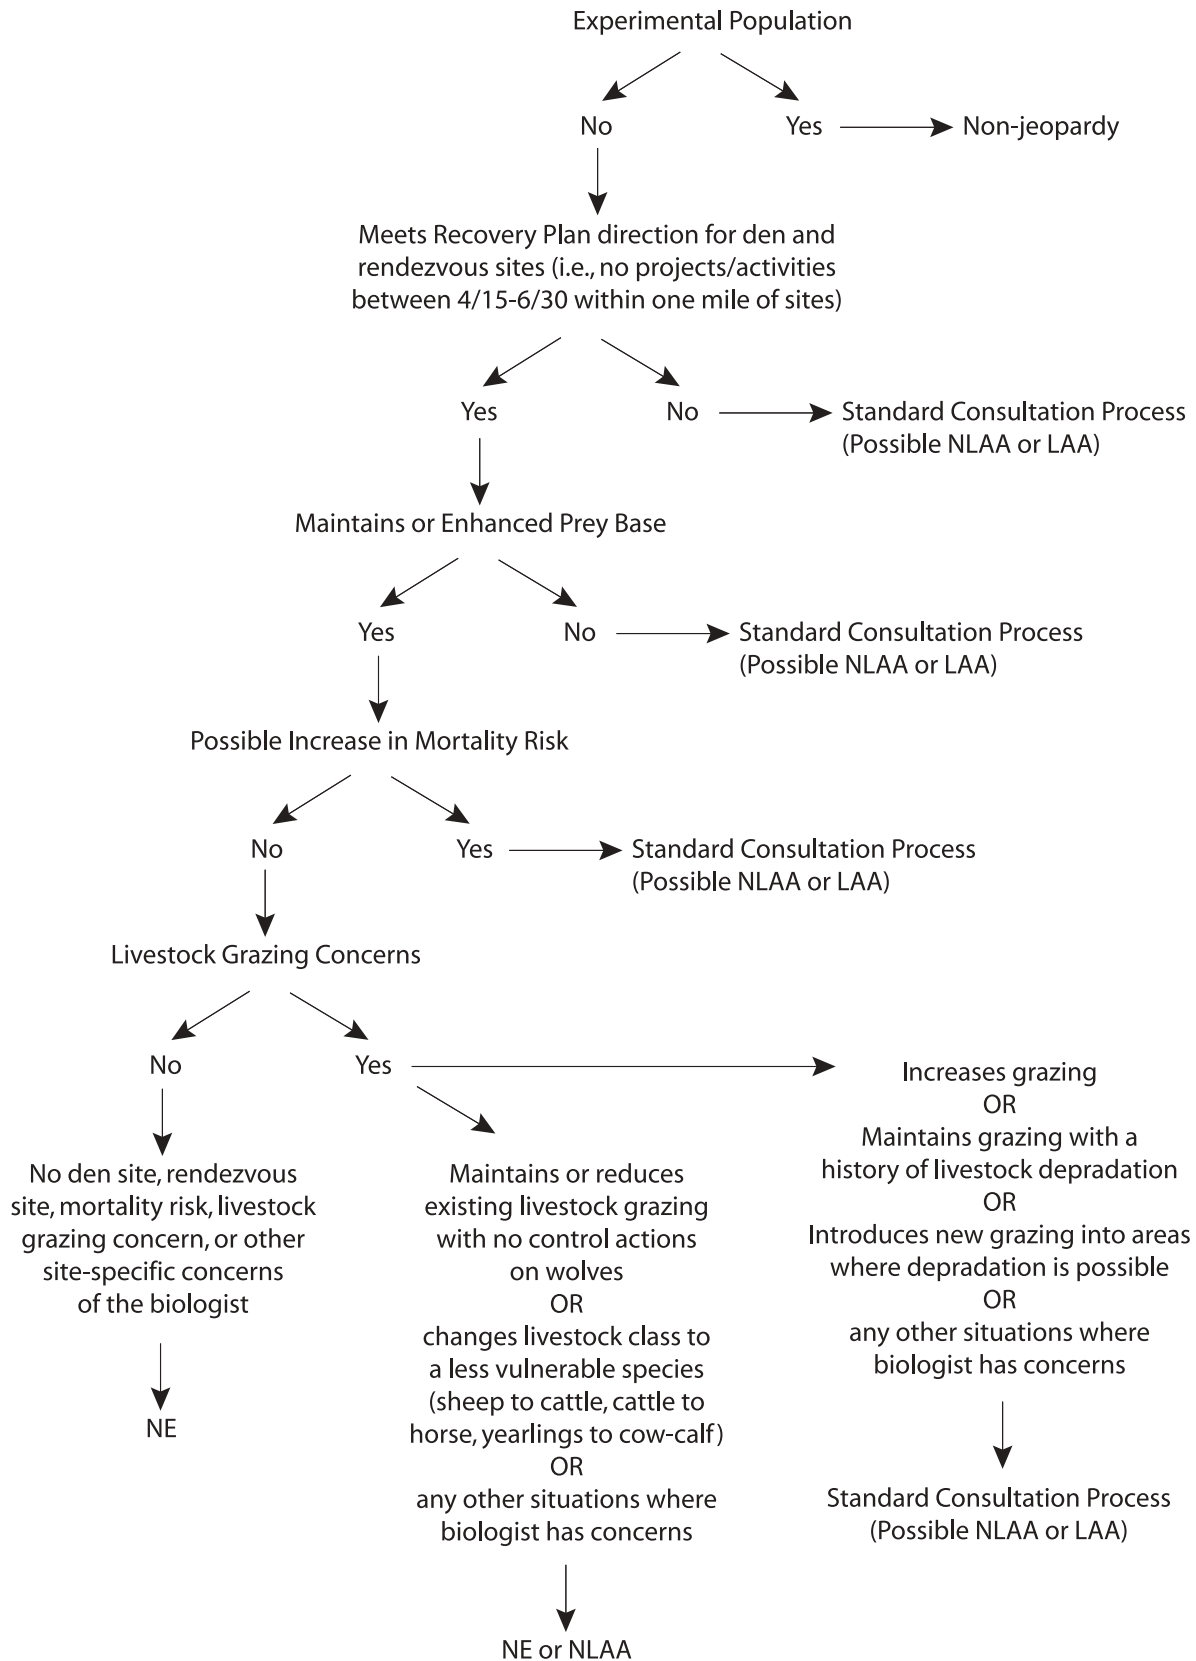 Experimental Population
No
Yes
Non-jeopardy
Meets Recovery Plan direction for den and
rendezvous sites (i.e., no projects/activities
between 4/15-6/30 within one mile of sites)
Yes
No
Standard Consultation Process
(Possible NLAA or LAA)
Maintains or Enhanced Prey Base
Yes
No
Standard Consultation Process
(Possible NLAA or LAA)
Possible Increase in Mortality Risk
No
Yes
Standard Consultation Process
(Possible NLAA or LAA)
Livestock Grazing Concerns
No
Yes
No den site, rendezvous
site, mortality risk, livestock
grazing concern, or other
site-specific concerns
of the biologist
NE
Maintains or reduces
existing livestock grazing
with no control actions
on wolves
OR
changes livestock class to
a less vulnerable species
(sheep to cattle, cattle to
horse, yearlings to cow-calf)
OR
any other situations where
biologist has concerns
NE or NLAA
Increases grazing
OR
Maintains grazing with a
history of livestock depradation
OR
Introduces new grazing into areas
where depradation is possible
OR
any other situations where
biologist has concerns
Standard Consultation Process
(Possible NLAA or LAA)